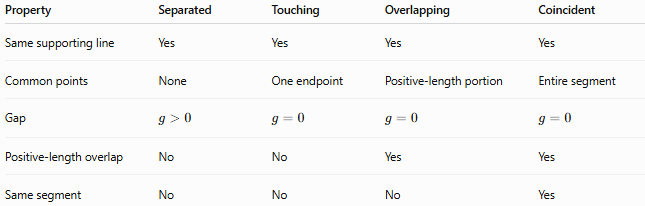 Property Separated Touching Overlapping Coincident
Same supporting line Yes Yes Yes Yes
Common points None One endpoint Positive-length portion Entire segment
Gap g > 0 g = 0 g = 0 g = 0
Positive-length overlap No No Yes Yes
Same segment No No No Yes